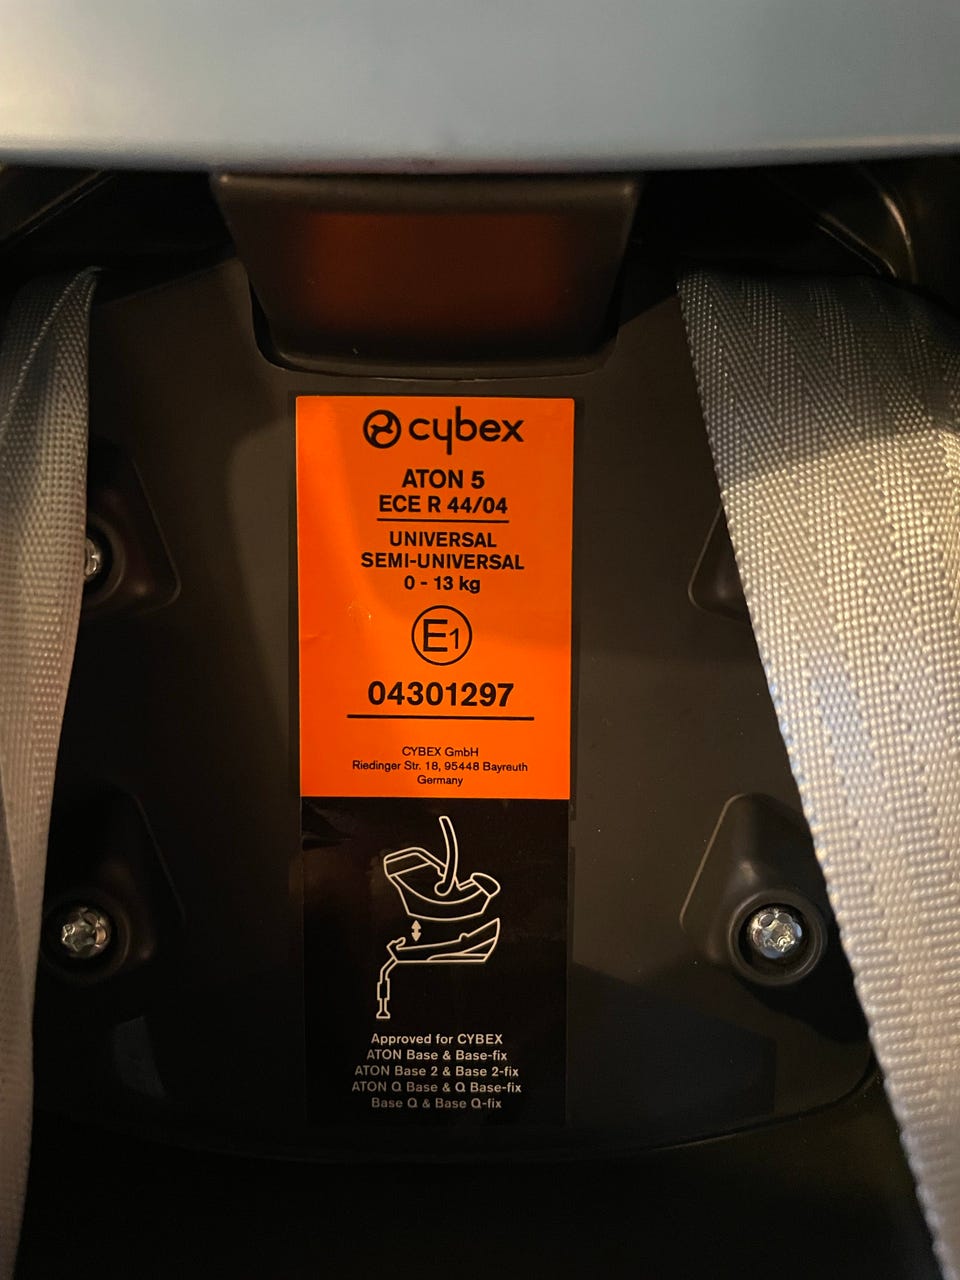 cybex
ATON 5
ECE R 44/04
UNIVERSAL
SEMI-UNIVERSAL
0 - 13 kg
E1
04301297
CYBEX GmbH
Riedinger Str. 18, 95448 Bayreuth
Germany
Approved for CYBEX
ATON Base & Base-fix
ATON Base 2 & Base 2-fix
ATON Q Base & Q Base-fix
Base Q & Base Q-fix